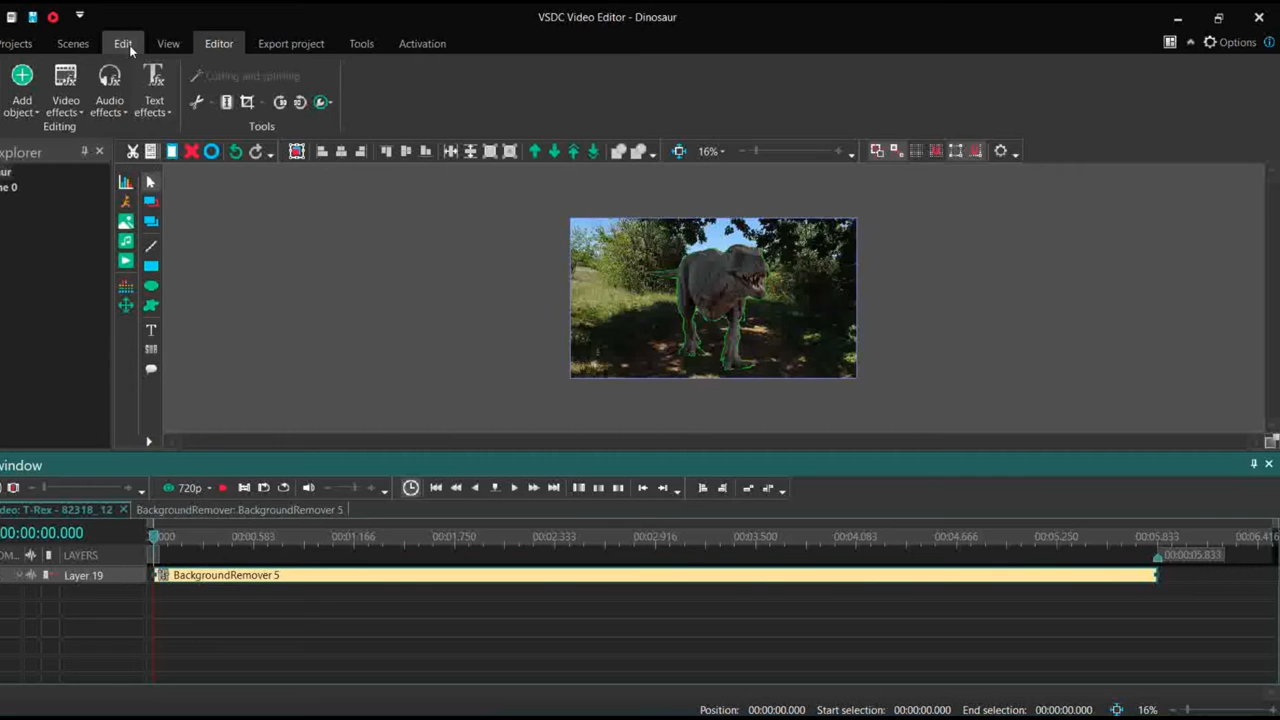 VSDC Video Editor - Dinosaur
rojects Scenes Edit View Editor Export project Tools Activation Options
Cutting and splitting
Add object Video effects Audio effects Text effects
Editing Tools
xplorer 16%
ur
ne 0
T
SUB
window
720p
deo: T-Rex - 82318_12 BackgroundRemover: BackgroundRemover 5
00:00:00.000 000 00:00.583 00:01.166 00:01.750 00:02.333 00:02.916 00:03.500 00:04.083 00:04.666 00:05.250 00:05.833 00:06.416
OM... LAYERS 00:00:05.833
Layer 19 BackgroundRemover 5
Position: 00:00:00.000 Start selection: 00:00:00.000 End selection: 00:00:00.000 16%